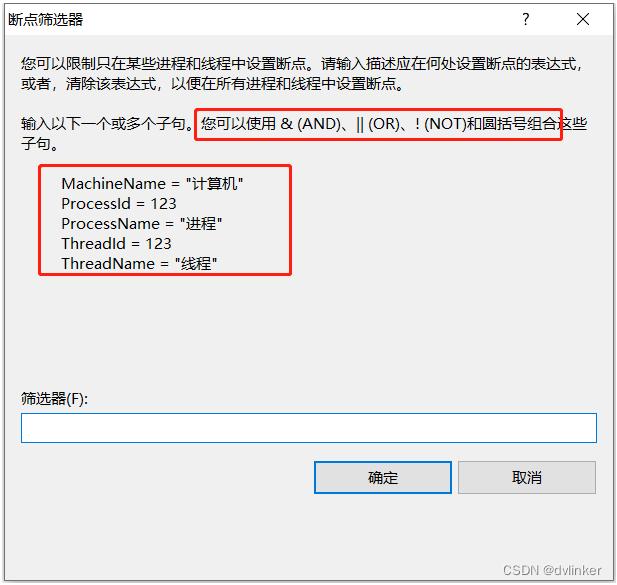 断点筛选器
您可以限制只在某些进程和线程中设置断点。请输入描述应在何处设置断点的表达式，
或者，清除该表达式，以便在所有进程和线程中设置断点。
输入以下一个或多个子句。您可以使用 & (AND)、|| (OR)、! (NOT)和圆括号组合这些
子句。
MachineName = "计算机"
ProcessId = 123
ProcessName = "进程"
ThreadId = 123
ThreadName = "线程"
筛选器(F):
确定
取消
CSDN @dvlinker